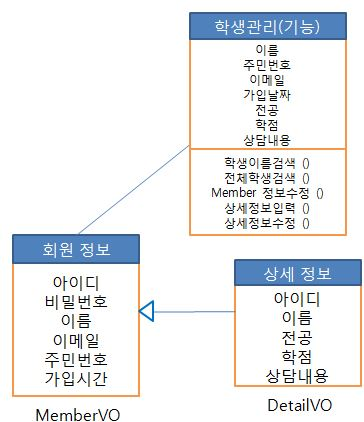 학생관리(기능)
이름
주민번호
이메일
가입날짜
전공
학점
상담내용
학생이름검색 ()
전체학생검색 ()
Member 정보수정 ()
상세정보입력 ()
상세정보수정 ()
회원 정보
아이디
비밀번호
이름
이메일
주민번호
가입시간
MemberVO
상세 정보
아이디
이름
전공
학점
상담내용
DetailVO